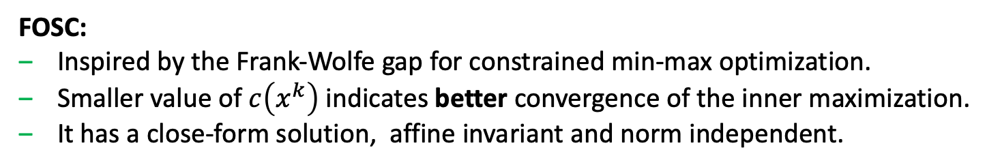 FOSC:
– Inspired by the Frank-Wolfe gap for constrained min-max optimization.
– Smaller value of c(x^k) indicates better convergence of the inner maximization.
– It has a close-form solution, affine invariant and norm independent.